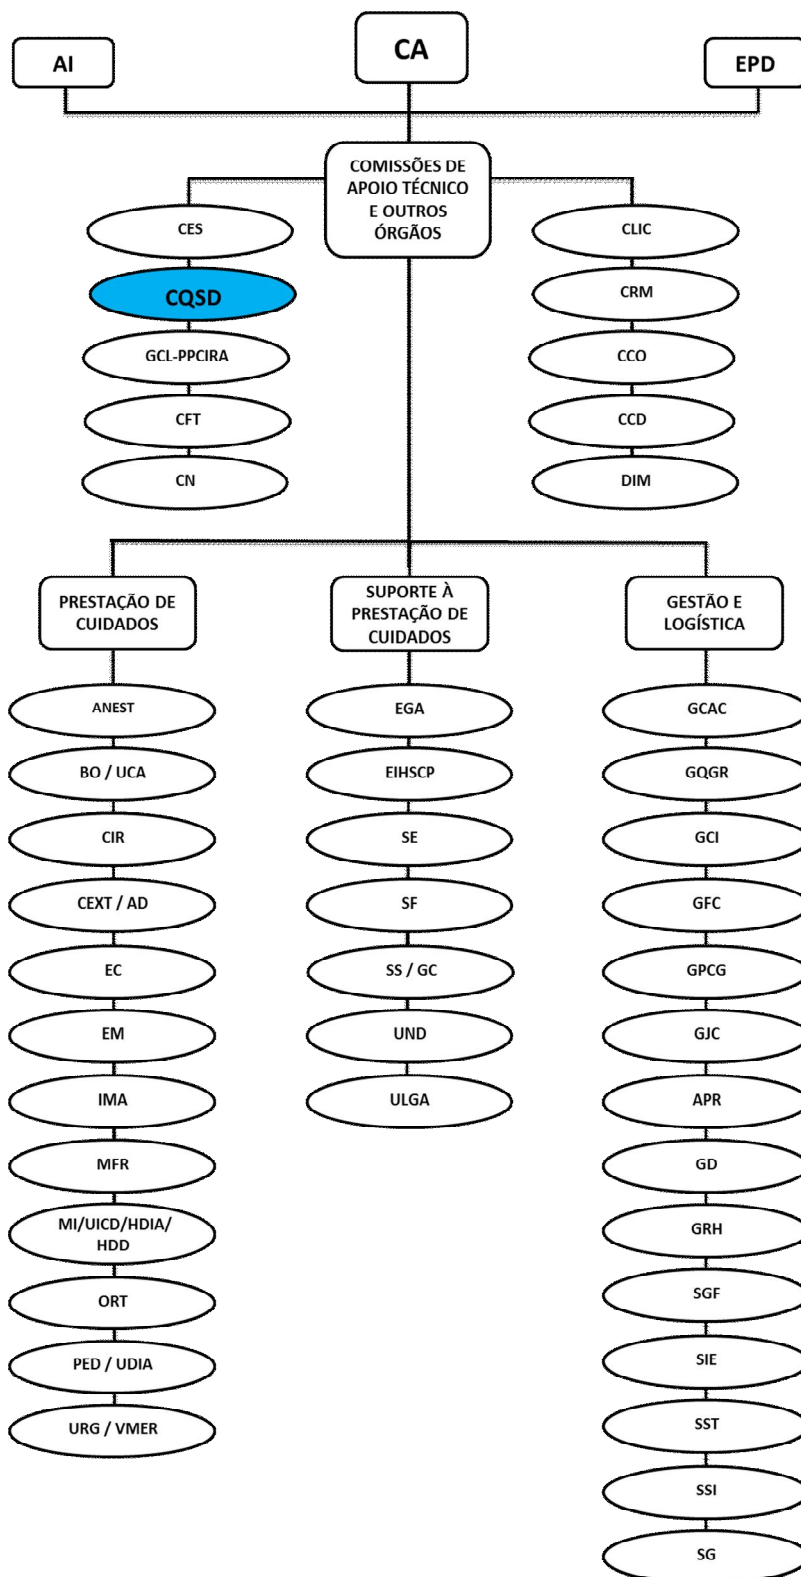 CA
AI
EPD
COMISSÕES DE
APOIO TÉCNICO
E OUTROS
ÓRGÃOS
CES
CQSD
GCL-PPCIRA
CFT
CN
CLIC
CRM
CCO
CCD
DIM
PRESTAÇÃO DE
CUIDADOS
ANEST
BO / UCA
CIR
CEXT / AD
EC
EM
IMA
MFR
MI/UICD/HDIA/
HDD
ORT
PED / UDIA
URG / VMER
SUPORTE À
PRESTAÇÃO DE
CUIDADOS
EGA
EIHSCP
SE
SF
SS / GC
UND
ULGA
GESTÃO E
LOGÍSTICA
GCAC
GQGR
GCI
GFC
GPCG
GJC
APR
GD
GRH
SGF
SIE
SST
SSI
SG